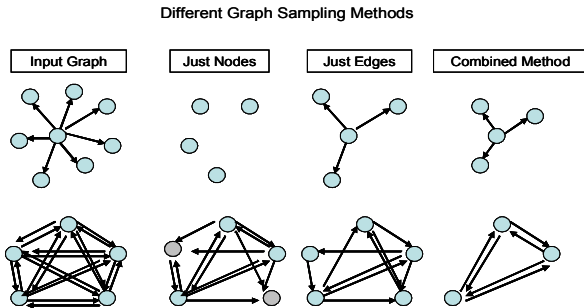 Different Graph Sampling Methods
Input Graph
Just Nodes
Just Edges
Combined Method